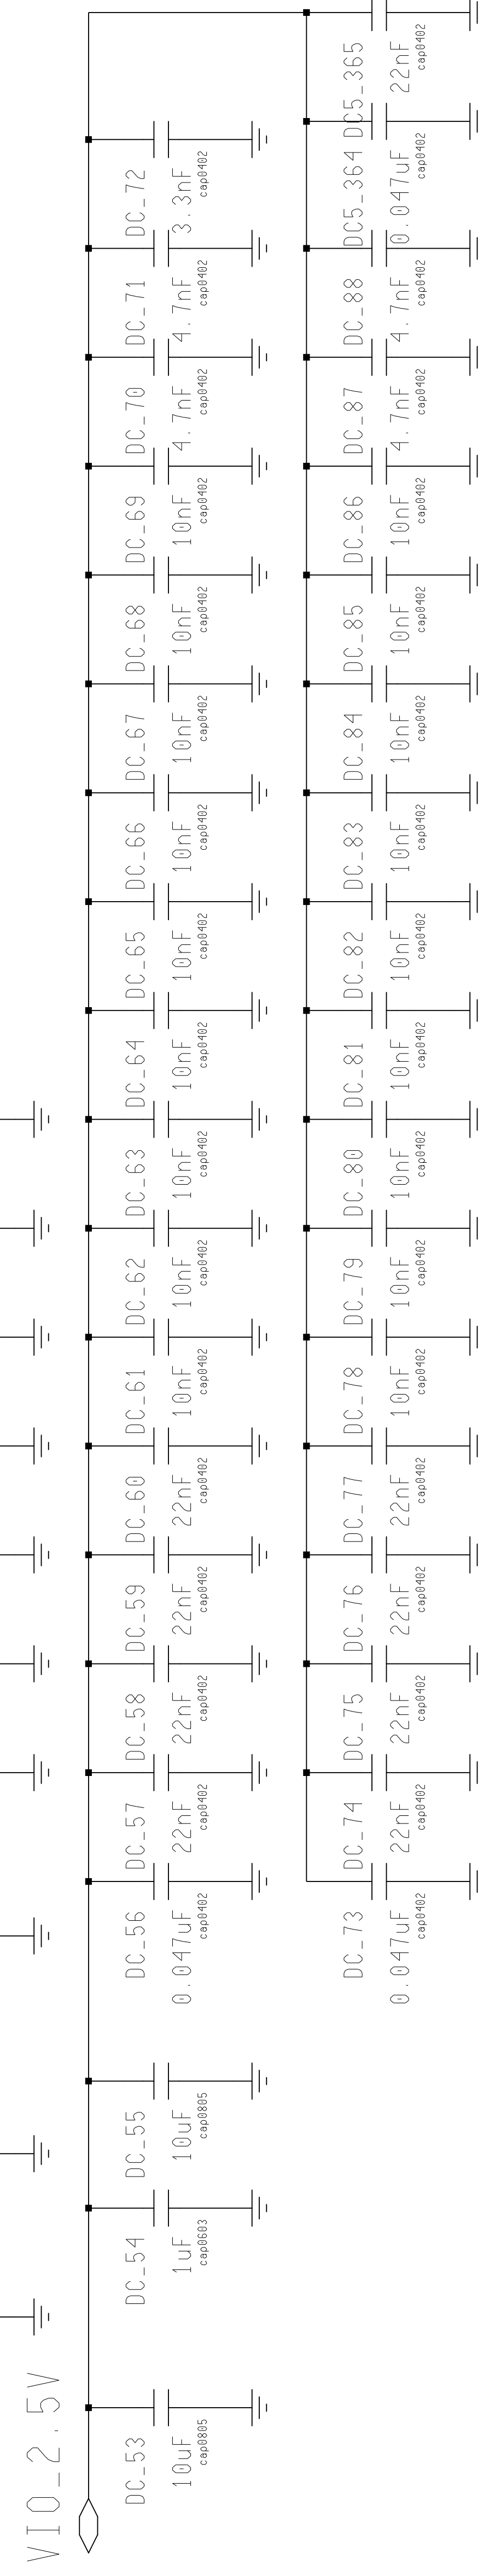 VIO_2.5V
DC_53 DC_54 DC_55 DC_56 DC_57 DC_58 DC_59 DC_60 DC_61 DC_62 DC_63 DC_64 DC_65 DC_66 DC_67 DC_68 DC_69 DC_70 DC_71 DC_72
10uF 1uF 10uF 0.047uF 22nF 22nF 22nF 22nF 10nF 10nF 10nF 10nF 10nF 10nF 10nF 10nF 10nF 4.7nF 4.7nF 3.3nF
cap0805 cap0603 cap0805 cap0402 cap0402 cap0402 cap0402 cap0402 cap0402 cap0402 cap0402 cap0402 cap0402 cap0402 cap0402 cap0402 cap0402 cap0402 cap0402 cap0402
DC_73 DC_74 DC_75 DC_76 DC_77 DC_78 DC_79 DC_80 DC_81 DC_82 DC_83 DC_84 DC_85 DC_86 DC_87 DC_88 DC5_364 DC5_365
0.047uF 22nF 22nF 22nF 22nF 10nF 10nF 10nF 10nF 10nF 10nF 10nF 10nF 10nF 4.7nF 4.7nF 0.047uF 22nF
cap0402 cap0402 cap0402 cap0402 cap0402 cap0402 cap0402 cap0402 cap0402 cap0402 cap0402 cap0402 cap0402 cap0402 cap0402 cap0402 cap0402 cap0402